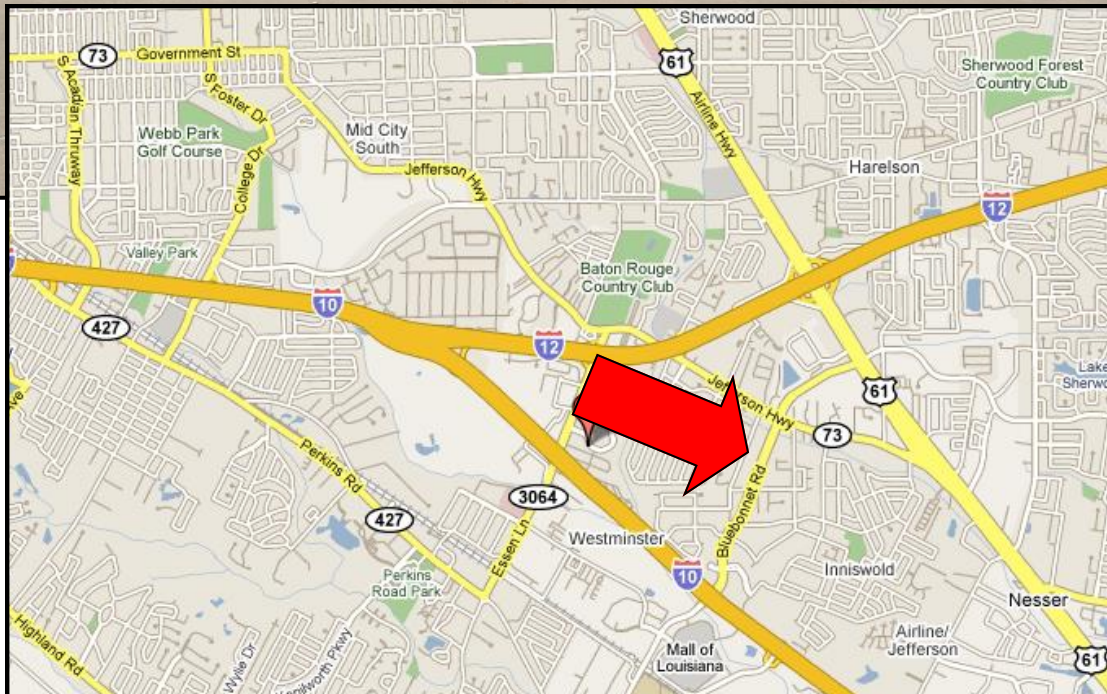 Sherwood
73
Government St
61
S Acadian Thruway
S Foster Dr
Sherwood Forest
Country Club
Airline Hwy
Webb Park
Golf Course
Mid City
South
College Dr
Jefferson Hwy
Harelson
12
Valley Park
Baton Rouge
Country Club
10
427
12
Lake
Sherwo
Jefferson Hwy
61
73
Perkins Rd
Bluebonnet Rd
3064
427
Essen Ln
Westminster
10
Inniswold
Perkins
Road Park
Nesser
Highland Rd
Wylie Dr
Kenilworth Pkwy
Airline/
Jefferson
Mall of
Louisiana
61